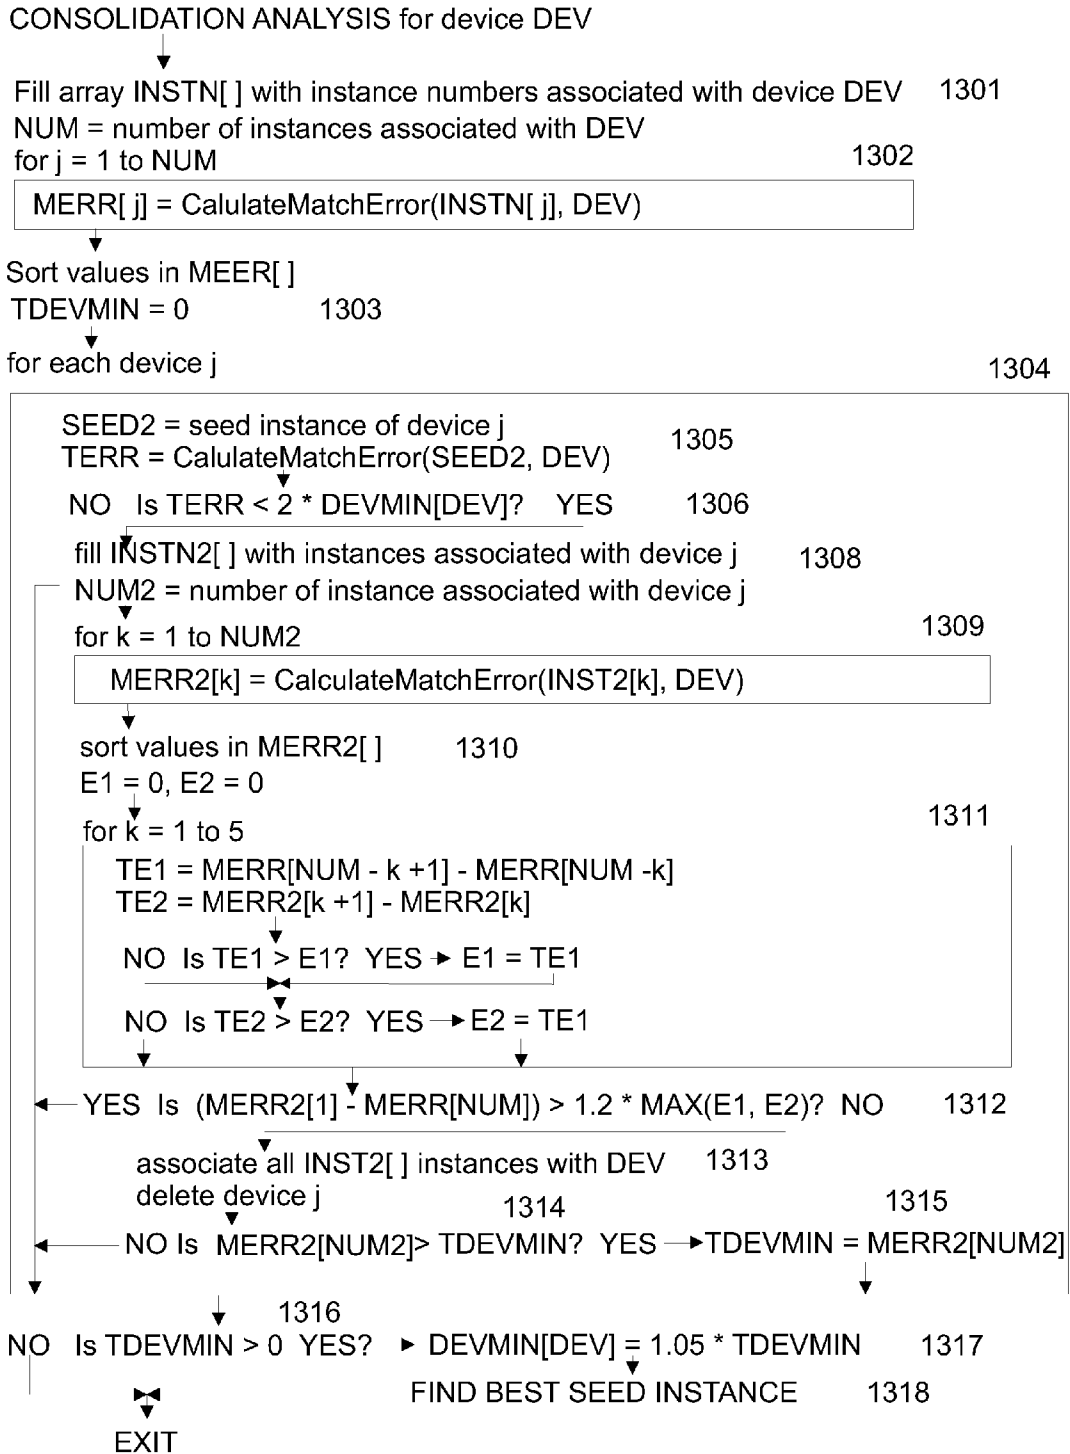 CONSOLIDATION ANALYSIS for device DEV
Fill array INSTN[ ] with instance numbers associated with device DEV 1301
NUM = number of instances associated with DEV
for j = 1 to NUM 1302
MERR[ j] = CalulateMatchError(INSTN[ j], DEV)
Sort values in MEER[ ]
TDEVMIN = 0 1303
for each device j 1304
SEED2 = seed instance of device j 1305
TERR = CalulateMatchError(SEED2, DEV)
NO Is TERR < 2 * DEVMIN[DEV]? YES 1306
fill INSTN2[ ] with instances associated with device j 1308
NUM2 = number of instance associated with device j
for k = 1 to NUM2 1309
MERR2[k] = CalculateMatchError(INST2[k], DEV)
sort values in MERR2[ ] 1310
E1 = 0, E2 = 0
for k = 1 to 5 1311
TE1 = MERR[NUM - k +1] - MERR[NUM -k]
TE2 = MERR2[k +1] - MERR2[k]
NO Is TE1 > E1? YES E1 = TE1
NO Is TE2 > E2? YES E2 = TE1
YES Is (MERR2[1] - MERR[NUM]) > 1.2 * MAX(E1, E2)? NO 1312
associate all INST2[ ] instances with DEV 1313
delete device j
1314 1315
NO Is MERR2[NUM2]> TDEVMIN? YES TDEVMIN = MERR2[NUM2]
1316
NO Is TDEVMIN > 0 YES? DEVMIN[DEV] = 1.05 * TDEVMIN 1317
FIND BEST SEED INSTANCE 1318
EXIT